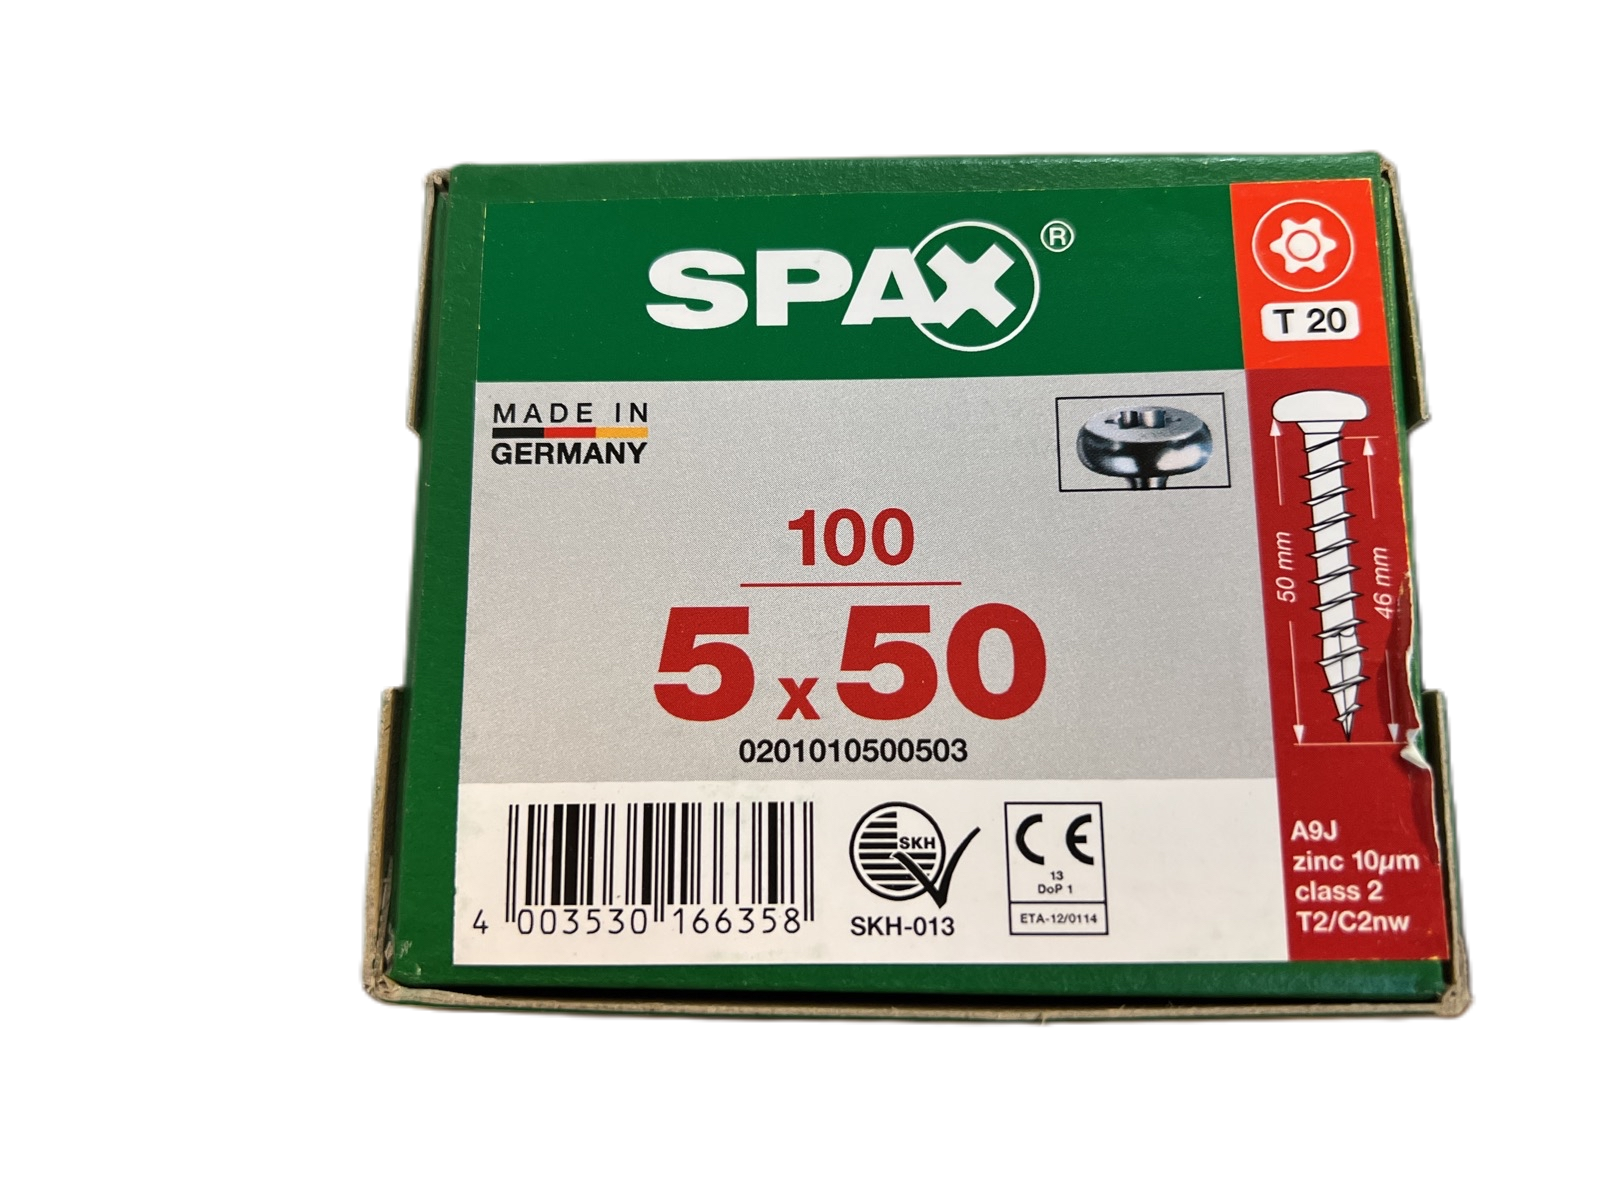 SPAX®
T 20
MADE IN
GERMANY
100
5 x 50
0201010500503
50 mm
46 mm
4 003530 166358
SKH
SKH-013
CE
13
DoP 1
ETA-12/0114
A9J
zinc 10µm
class 2
T2/C2nw